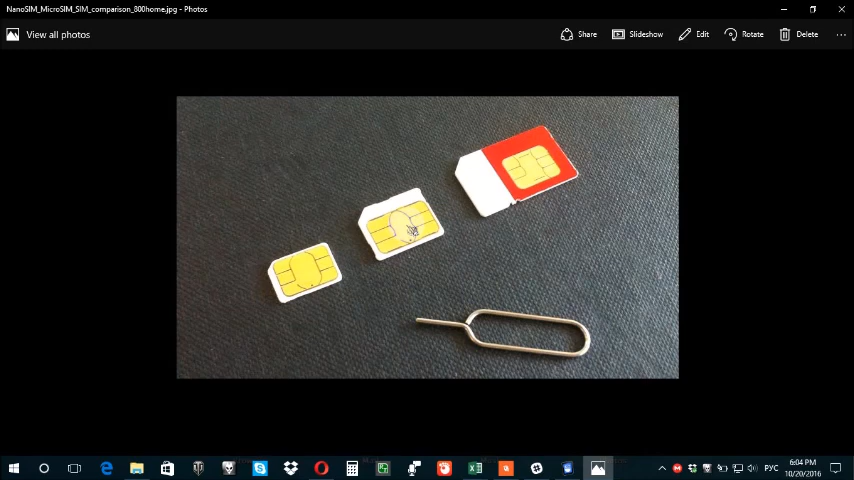 NanoSIM_MicroSIM_SIM_comparison_800home.jpg - Photos
View all photos
Share
Slideshow
Edit
Rotate
Delete
РУС
6:04 PM
10/20/2016